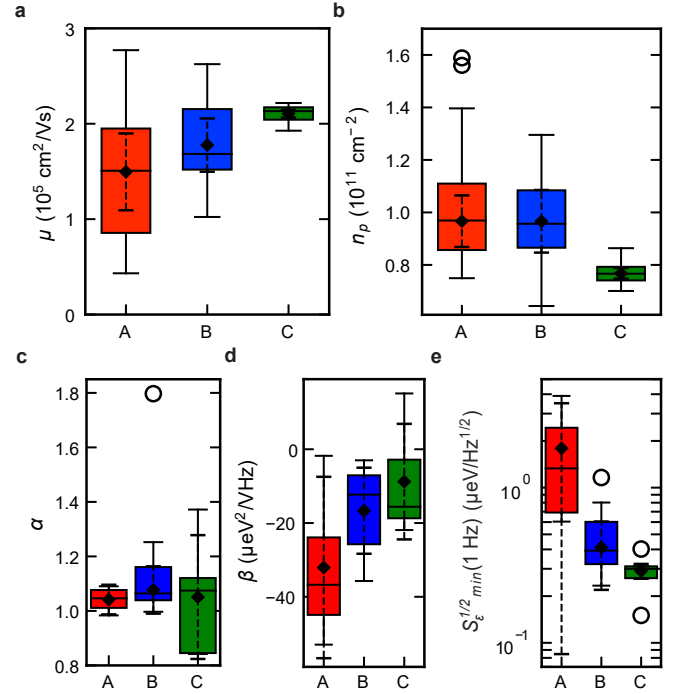 a
b
μ (10⁵ cm²/Vs)
3
2
1
0
A B C
n_p (10¹¹ cm⁻²)
1.6
1.4
1.2
1.0
0.8
A B C
c
d
e
α
1.8
1.6
1.4
1.2
1.0
0.8
A B C
β (μeV²/VHz)
0
−20
−40
A B C
S_ε^{1/2}_{min}(1 Hz) (μeV/Hz^{1/2})
10⁰
10⁻¹
A B C